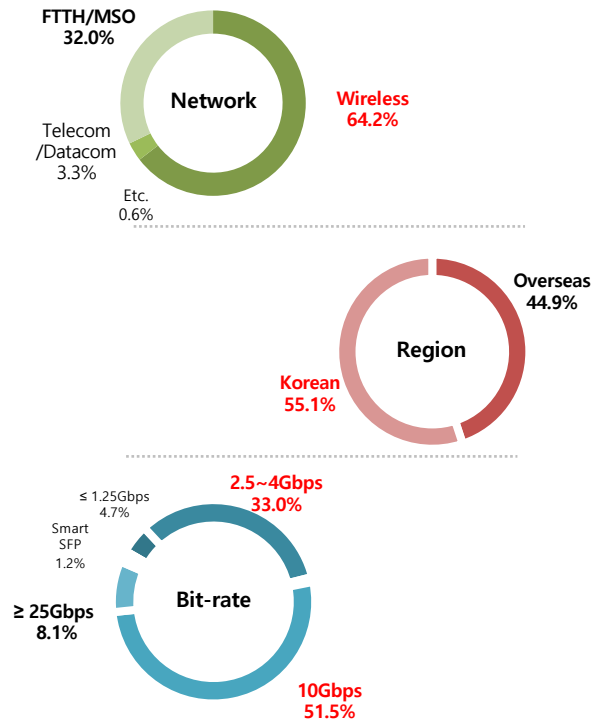 FTTH/MSO
32.0%
Network
Wireless
64.2%
Telecom
/Datacom
3.3%
Etc.
0.6%
Overseas
44.9%
Region
Korean
55.1%
2.5~4Gbps
33.0%
≤ 1.25Gbps
4.7%
Smart
SFP
1.2%
Bit-rate
≥ 25Gbps
8.1%
10Gbps
51.5%